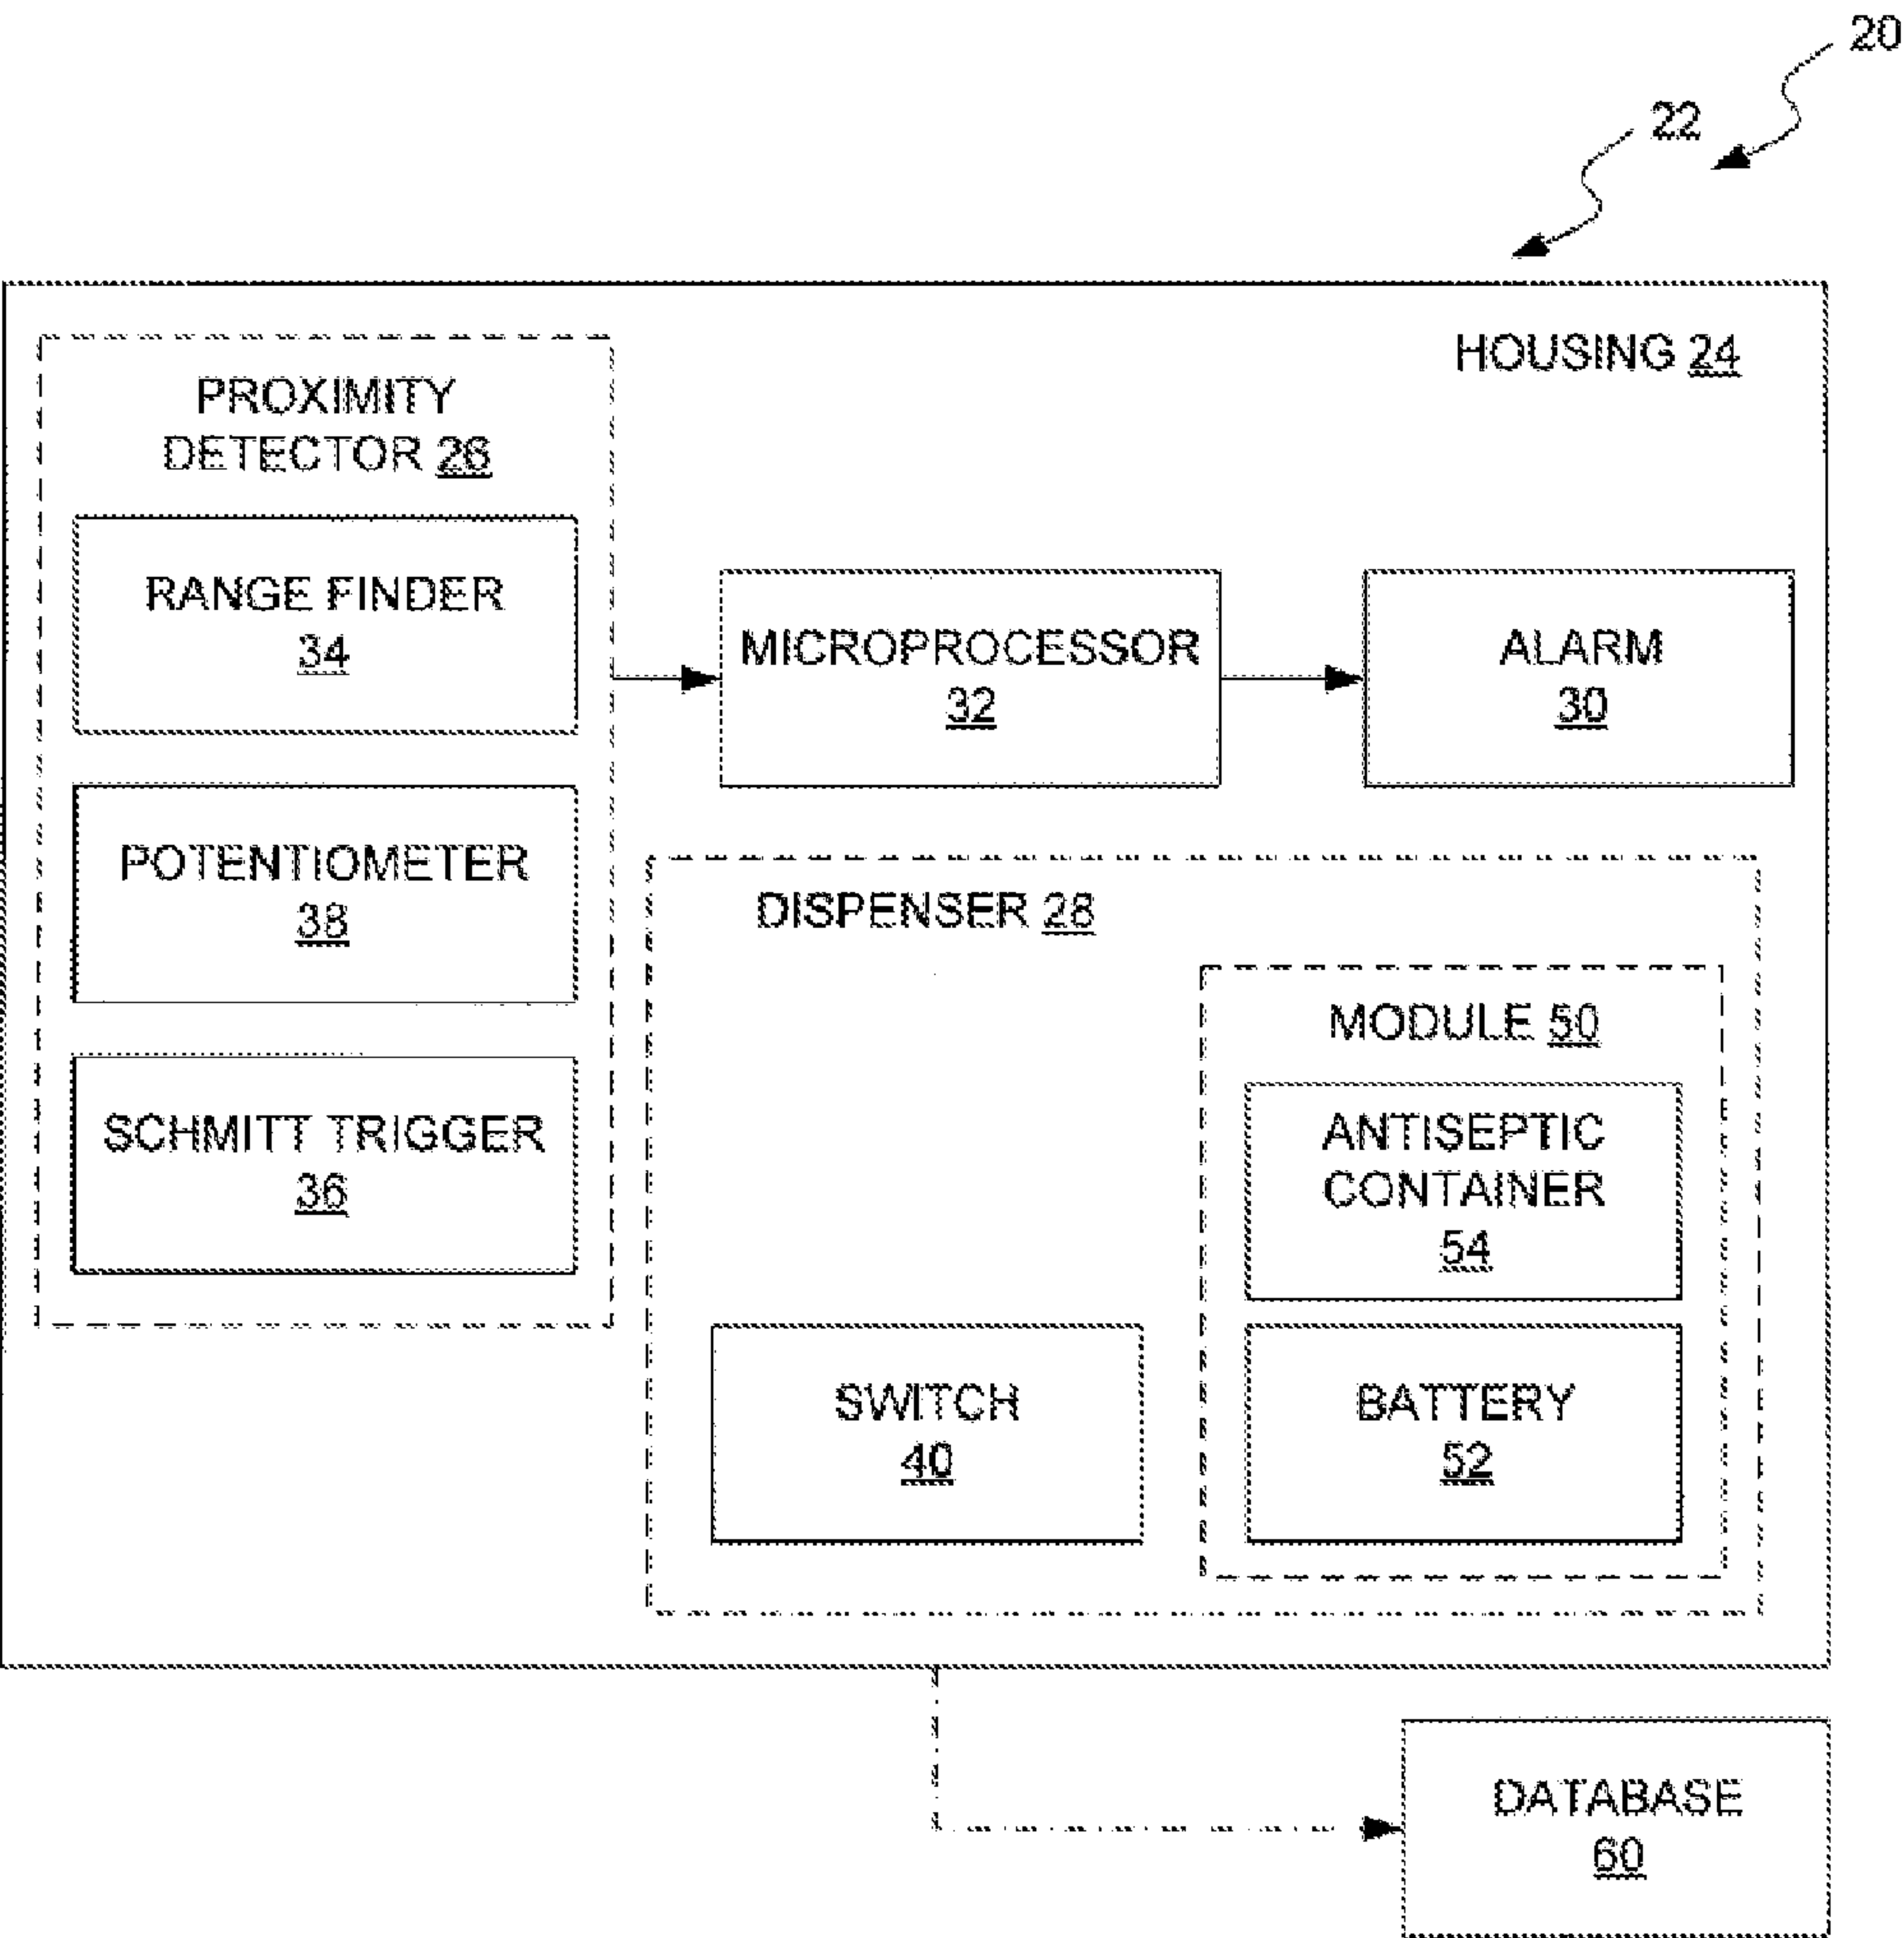 20
22
HOUSING 24
PROXIMITY
DETECTOR 26
RANGE FINDER
34
MICROPROCESSOR
32
ALARM
30
POTENTIOMETER
38
DISPENSER 28
MODULE 50
SCHMITT TRIGGER
36
ANTISEPTIC
CONTAINER
54
SWITCH
40
BATTERY
52
DATABASE
60